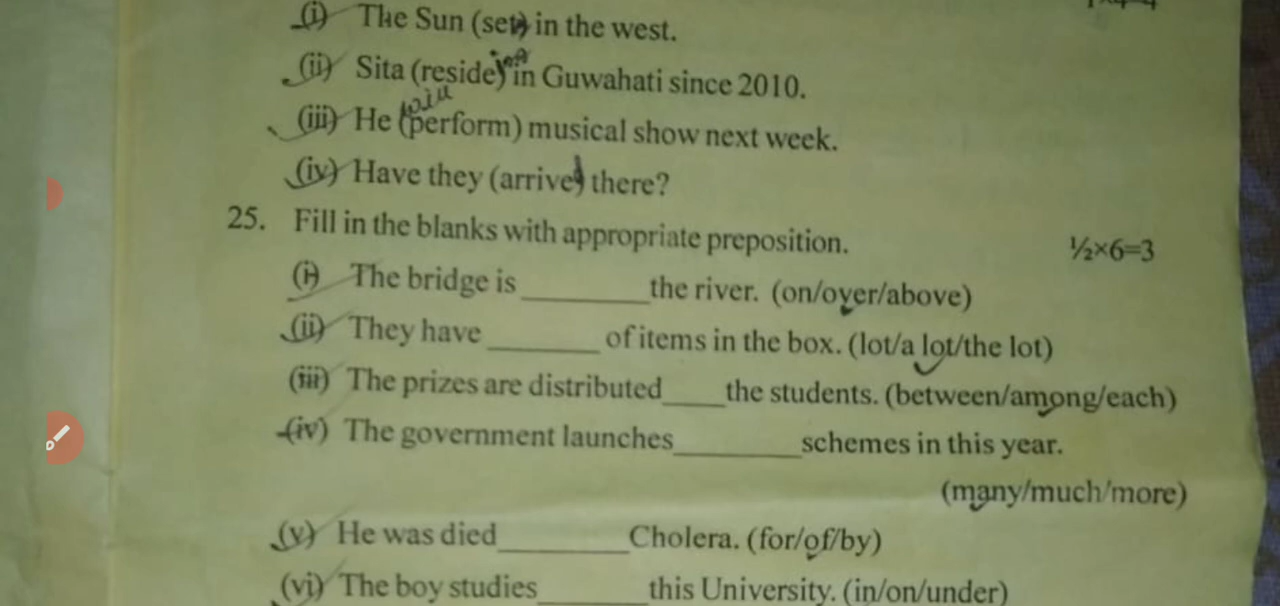 (i) The Sun (set) in the west.
(ii) Sita (reside) in Guwahati since 2010.
will
(iii) He (perform) musical show next week.
(iv) Have they (arrive) there?
25. Fill in the blanks with appropriate preposition. ½×6=3
(i) The bridge is ________ the river. (on/over/above)
(ii) They have ________ of items in the box. (lot/a lot/the lot)
(iii) The prizes are distributed ____ the students. (between/among/each)
(iv) The government launches ________ schemes in this year.
(many/much/more)
(v) He was died ________ Cholera. (for/of/by)
(vi) The boy studies ________ this University. (in/on/under)